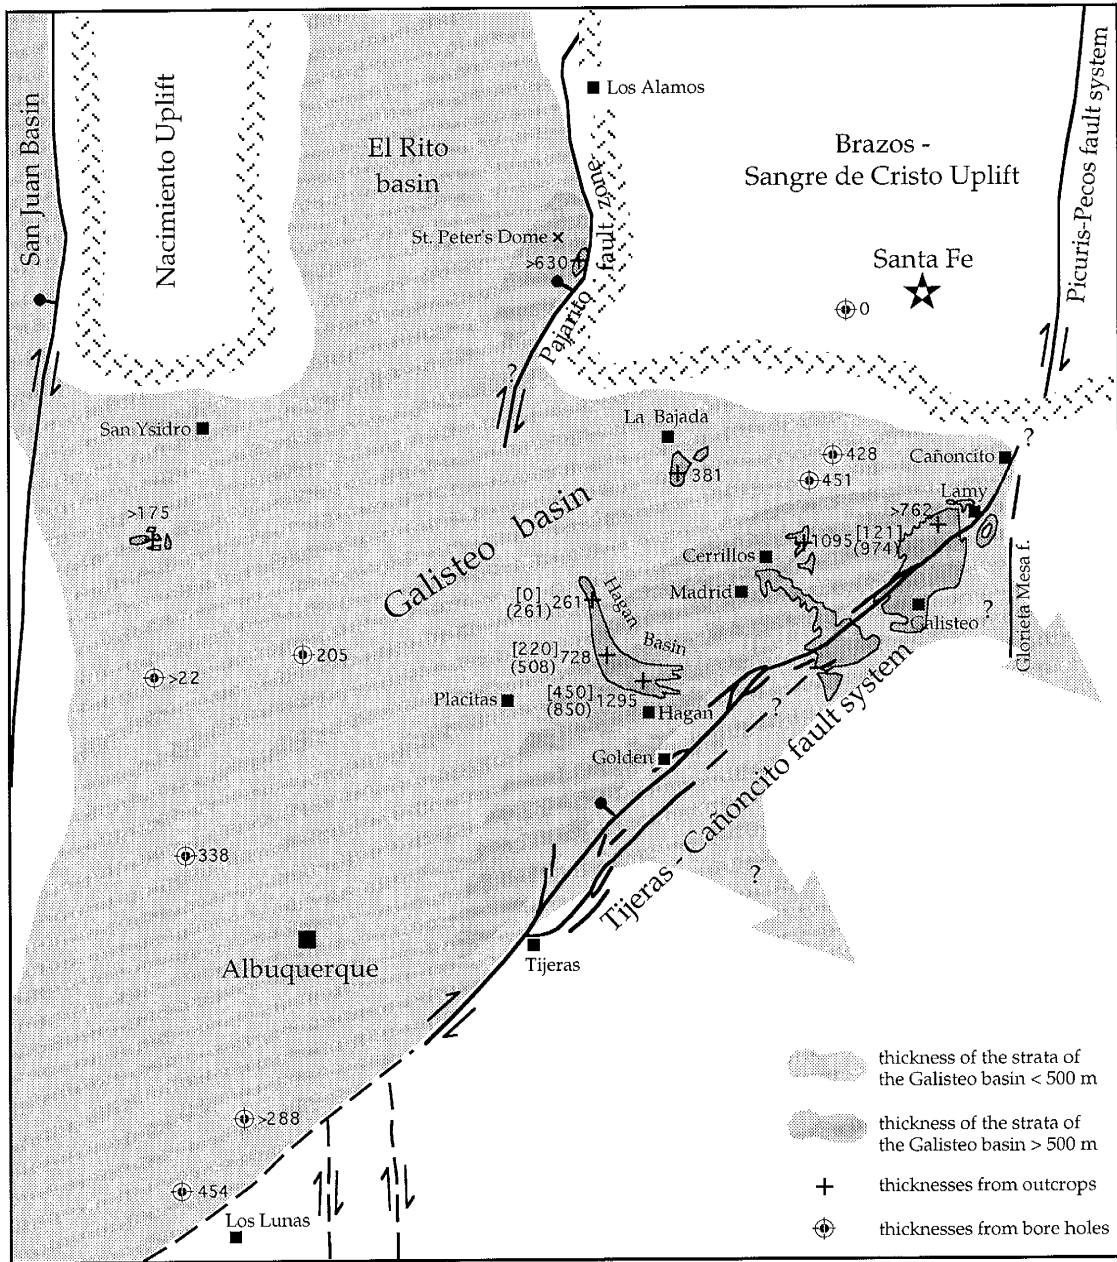 San Juan Basin
Nacimiento Uplift
El Rito
basin
Los Alamos
Brazos -
Sangre de Cristo Uplift
Picuris-Pecos fault system
St. Peter's Dome
>630
Pajarito fault zone
Santa Fe
0
?
San Ysidro
La Bajada
381
428
451
Cañoncito
?
Lamy
>762
>175
Galisteo basin
1095 [121]
(974)
Cerrillos
Madrid
Galisteo
?
Glorieta Mesa f.
[0]
(261) 261
Hagan
Basin
[220]
(508) 728
[450]
(850) 1295
205
>22
Placitas
Hagan
Golden
?
Tijeras - Cañoncito fault system
?
338
Albuquerque
Tijeras
>288
454
Los Lunas
thickness of the strata of
the Galisteo basin < 500 m
thickness of the strata of
the Galisteo basin > 500 m
thicknesses from outcrops
thicknesses from bore holes